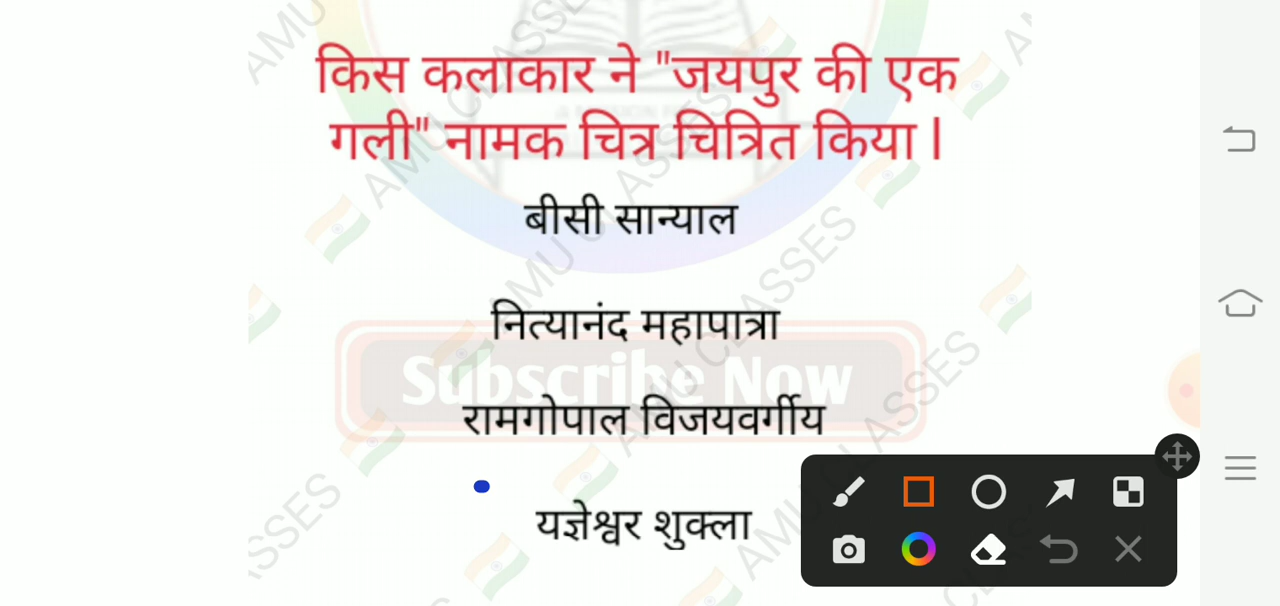 किस कलाकार ने "जयपुर की एक
गली" नामक चित्र चित्रित किया l
बीसी सान्याल
नित्यानंद महापात्रा
Subscribe Now
रामगोपाल विजयवर्गीय
यज्ञेश्वर शुक्ला